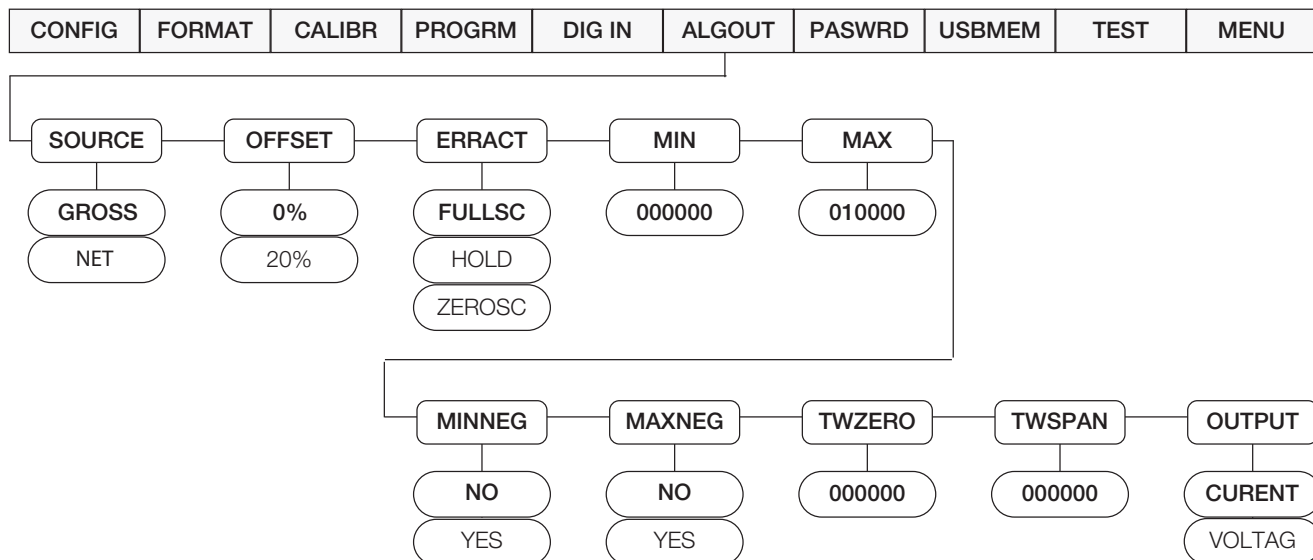 CONFIG FORMAT CALIBR PROGRM DIG IN ALGOUT PASWRD USBMEM TEST MENU
SOURCE OFFSET ERRACT MIN MAX
GROSS 0% FULLSC 000000 010000
NET 20% HOLD
ZEROSC
MINNEG MAXNEG TWZERO TWSPAN OUTPUT
NO NO 000000 000000 CURENT
YES YES VOLTAG